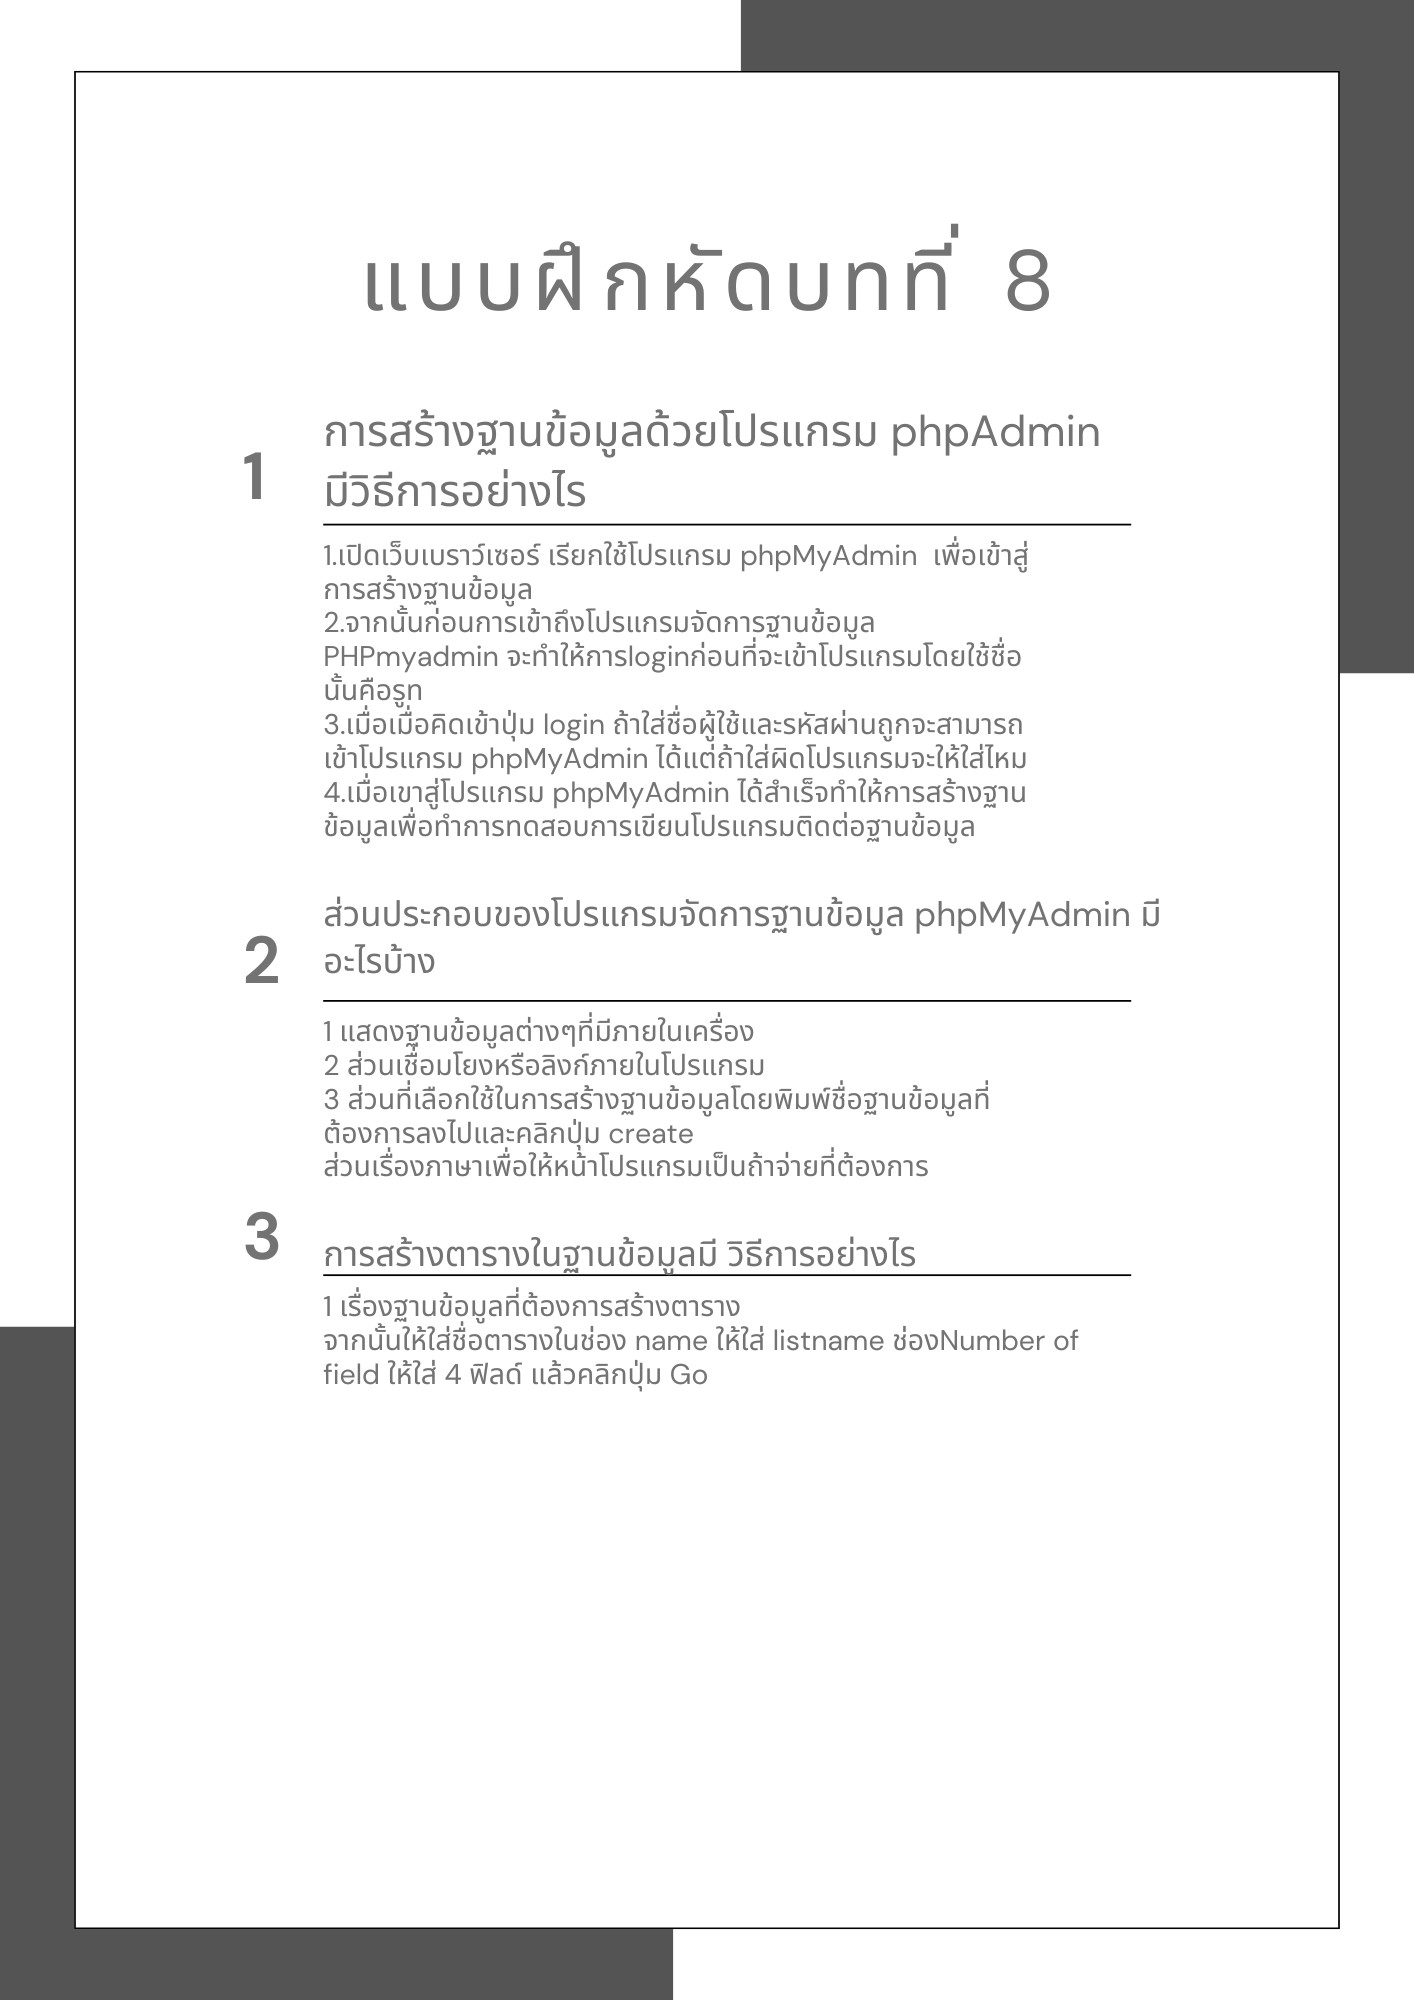 แบบฝึกหัดบทที่ 8
1
การสร้างฐานข้อมูลด้วยโปรแกรม phpAdmin
มีวิธีการอย่างไร
1.เปิดเว็บเบราว์เซอร์ เรียกใช้โปรแกรม phpMyAdmin  เพื่อเข้าสู่
การสร้างฐานข้อมูล
2.จากนั้นก่อนการเข้าถึงโปรแกรมจัดการฐานข้อมูล
PHPmyadmin จะทำให้การloginก่อนที่จะเข้าโปรแกรมโดยใช้ชื่อ
นั้นคือรูท
3.เมื่อเมื่อคิดเข้าปุ่ม login ถ้าใส่ชื่อผู้ใช้และรหัสผ่านถูกจะสามารถ
เข้าโปรแกรม phpMyAdmin ได้แต่ถ้าใส่ผิดโปรแกรมจะให้ใส่ไหม
4.เมื่อเขาสู่โปรแกรม phpMyAdmin ได้สำเร็จทำให้การสร้างฐาน
ข้อมูลเพื่อทำการทดสอบการเขียนโปรแกรมติดต่อฐานข้อมูล
2
ส่วนประกอบของโปรแกรมจัดการฐานข้อมูล phpMyAdmin มี
อะไรบ้าง
1 แสดงฐานข้อมูลต่างๆที่มีภายในเครื่อง
2 ส่วนเชื่อมโยงหรือลิงก์ภายในโปรแกรม
3 ส่วนที่เลือกใช้ในการสร้างฐานข้อมูลโดยพิมพ์ชื่อฐานข้อมูลที่
ต้องการลงไปและคลิกปุ่ม create
ส่วนเรื่องภาษาเพื่อให้หน้าโปรแกรมเป็นถ้าจ่ายที่ต้องการ
3
การสร้างตารางในฐานข้อมูลมี วิธีการอย่างไร
1 เรื่องฐานข้อมูลที่ต้องการสร้างตาราง
จากนั้นให้ใส่ชื่อตารางในช่อง name ให้ใส่ listname ช่องNumber of
field ให้ใส่ 4 ฟิลด์ แล้วคลิกปุ่ม Go